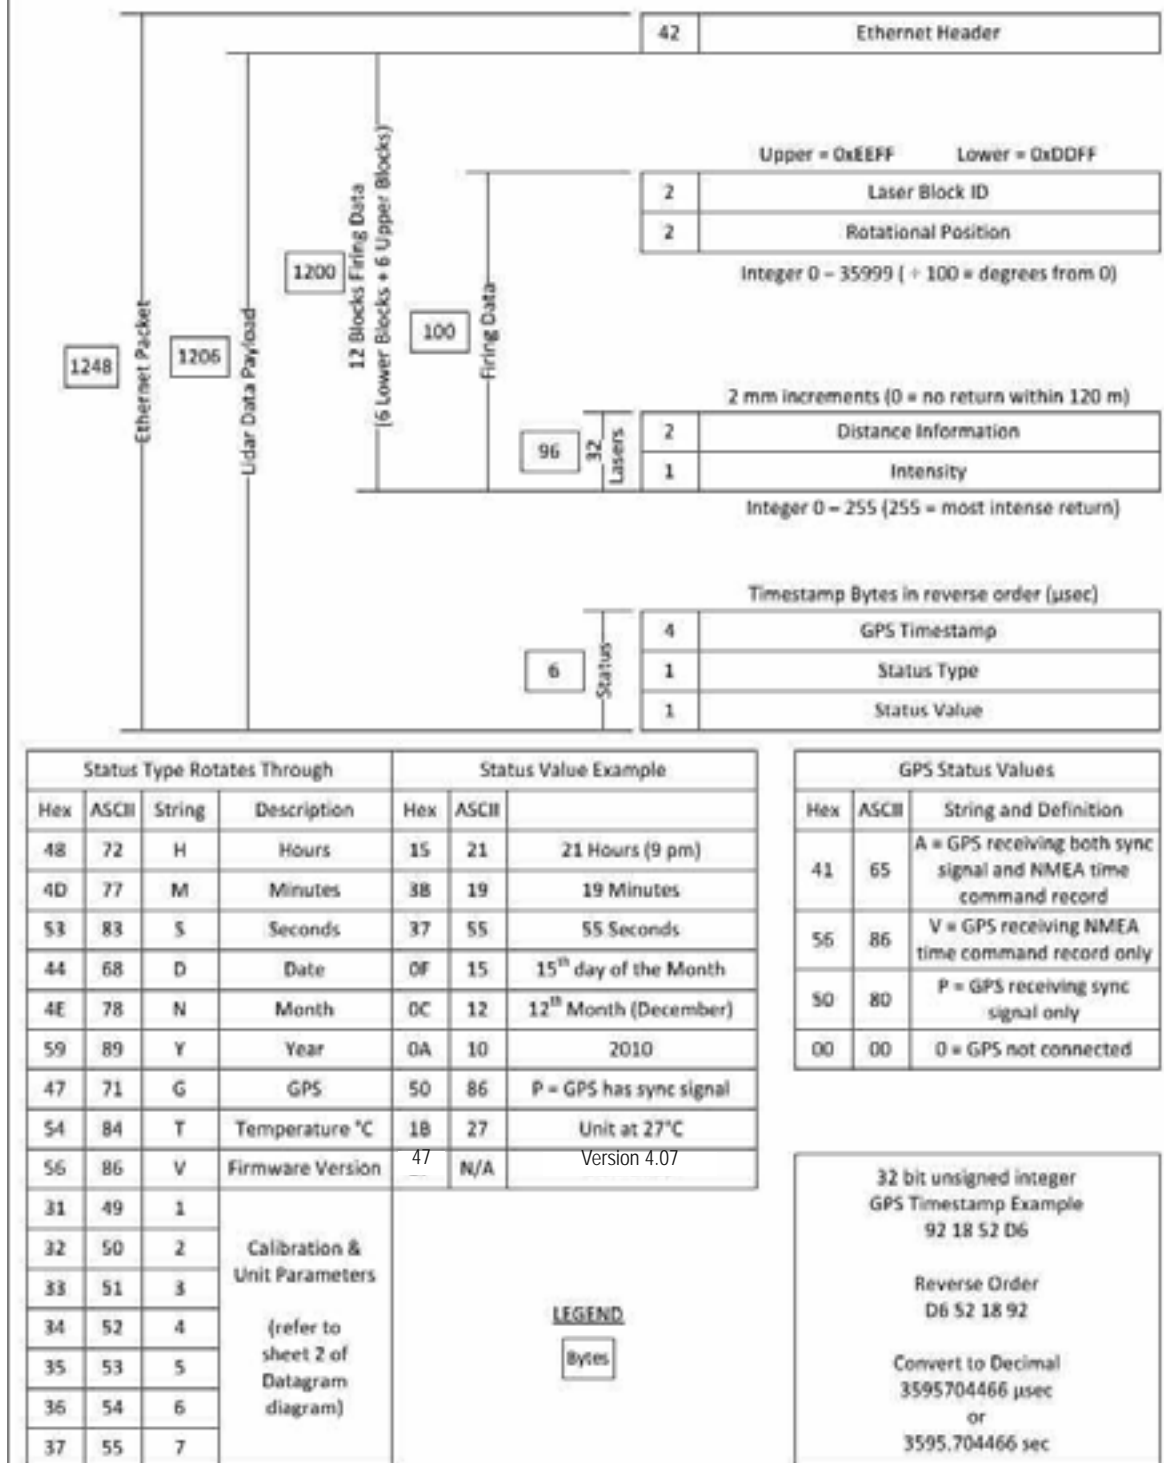 42 Ethernet Header
Upper = 0xEEFF Lower = 0xDDFF
2 Laser Block ID
2 Rotational Position
Integer 0 – 35999 ( ÷ 100 = degrees from 0)
1248
Ethernet Packet
1206
Lidar Data Payload
1200
12 Blocks Firing Data
(6 Lower Blocks + 6 Upper Blocks)
100
Firing Data
2 mm increments (0 = no return within 120 m)
96
32
Lasers
2 Distance Information
1 Intensity
Integer 0 – 255 (255 = most intense return)
Timestamp Bytes in reverse order (µsec)
6
Status
4 GPS Timestamp
1 Status Type
1 Status Value
Status Type Rotates Through Status Value Example
Hex ASCII String Description Hex ASCII
48 72 H Hours 15 21 21 Hours (9 pm)
4D 77 M Minutes 3B 19 19 Minutes
53 83 S Seconds 37 55 55 Seconds
44 68 D Date 0F 15 15th day of the Month
4E 78 N Month 0C 12 12th Month (December)
59 89 Y Year 0A 10 2010
47 71 G GPS 50 86 P = GPS has sync signal
54 84 T Temperature °C 1B 27 Unit at 27°C
56 86 V Firmware Version 47 N/A Version 4.07
31 49 1
32 50 2
33 51 3
34 52 4
35 53 5
36 54 6
37 55 7
Calibration &
Unit Parameters
(refer to
sheet 2 of
Datagram
diagram)
LEGEND
Bytes
GPS Status Values
Hex ASCII String and Definition
41 65 A = GPS receiving both sync
signal and NMEA time
command record
56 86 V = GPS receiving NMEA
time command record only
50 80 P = GPS receiving sync
signal only
00 00 0 = GPS not connected
32 bit unsigned integer
GPS Timestamp Example
92 18 52 D6
Reverse Order
D6 52 18 92
Convert to Decimal
3595704466 µsec
or
3595.704466 sec